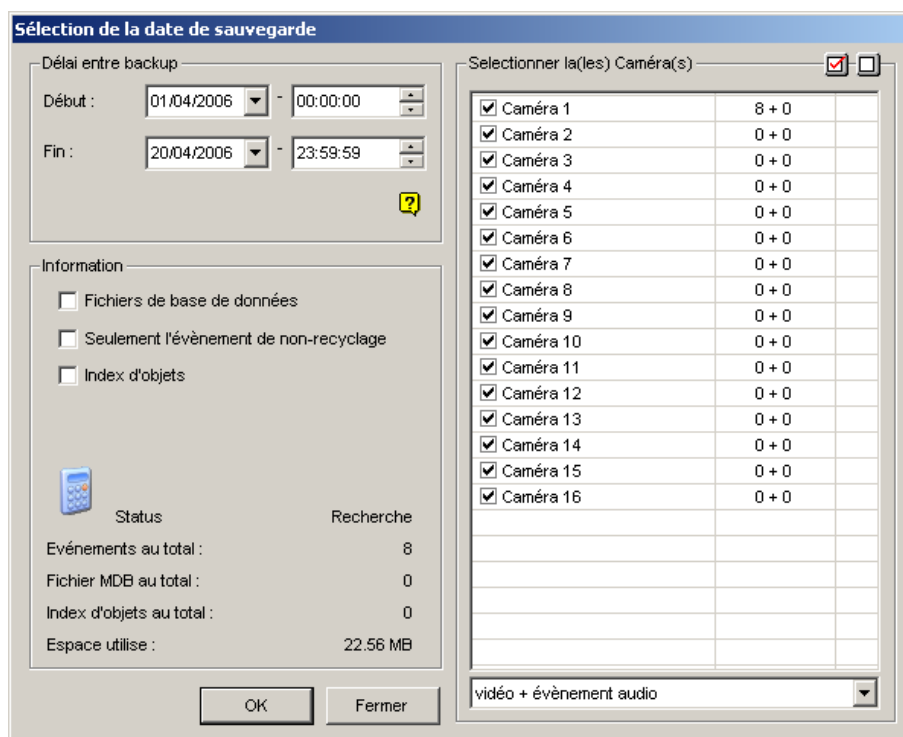 Sélection de la date de sauvegarde
Délai entre backup
Début : 01/04/2006 - 00:00:00
Fin : 20/04/2006 - 23:59:59
?
Information
Fichiers de base de données
Seulement l'évènement de non-recyclage
Index d'objets
Status Recherche
Evénements au total : 8
Fichier MDB au total : 0
Index d'objets au total : 0
Espace utilise : 22.56 MB
OK Fermer
Selectionner la(les) Caméra(s)
Caméra 1 8 + 0
Caméra 2 0 + 0
Caméra 3 0 + 0
Caméra 4 0 + 0
Caméra 5 0 + 0
Caméra 6 0 + 0
Caméra 7 0 + 0
Caméra 8 0 + 0
Caméra 9 0 + 0
Caméra 10 0 + 0
Caméra 11 0 + 0
Caméra 12 0 + 0
Caméra 13 0 + 0
Caméra 14 0 + 0
Caméra 15 0 + 0
Caméra 16 0 + 0
vidéo + évènement audio